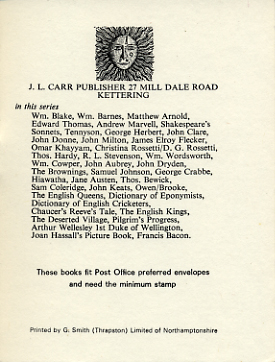 J. L. CARR PUBLISHER 27 MILL DALE ROAD
KETTERING
in this series
Wm. Blake, Wm. Barnes, Matthew Arnold,
Edward Thomas, Andrew Marvell, Shakespeare's
Sonnets, Tennyson, George Herbert, John Clare,
John Donne, John Milton, James Elroy Flecker,
Omar Khayyam, Christina Rossetti/D. G. Rossetti,
Thos. Hardy, R. L. Stevenson, Wm. Wordsworth,
Wm. Cowper, John Aubrey, John Dryden,
The Brownings, Samuel Johnson, George Crabbe,
Hiawatha, Jane Austen, Thos. Bewick,
Sam Coleridge, John Keats, Owen/Brooke,
The English Queens, Dictionary of Eponymists,
Dictionary of English Cricketers,
Chaucer's Reeve's Tale, The English Kings,
The Deserted Village, Pilgrim's Progress,
Arthur Wellesley 1st Duke of Wellington,
Joan Hassall's Picture Book, Francis Bacon.
These books fit Post Office preferred envelopes
and need the minimum stamp
Printed by G. Smith (Thrapston) Limited of Northamptonshire